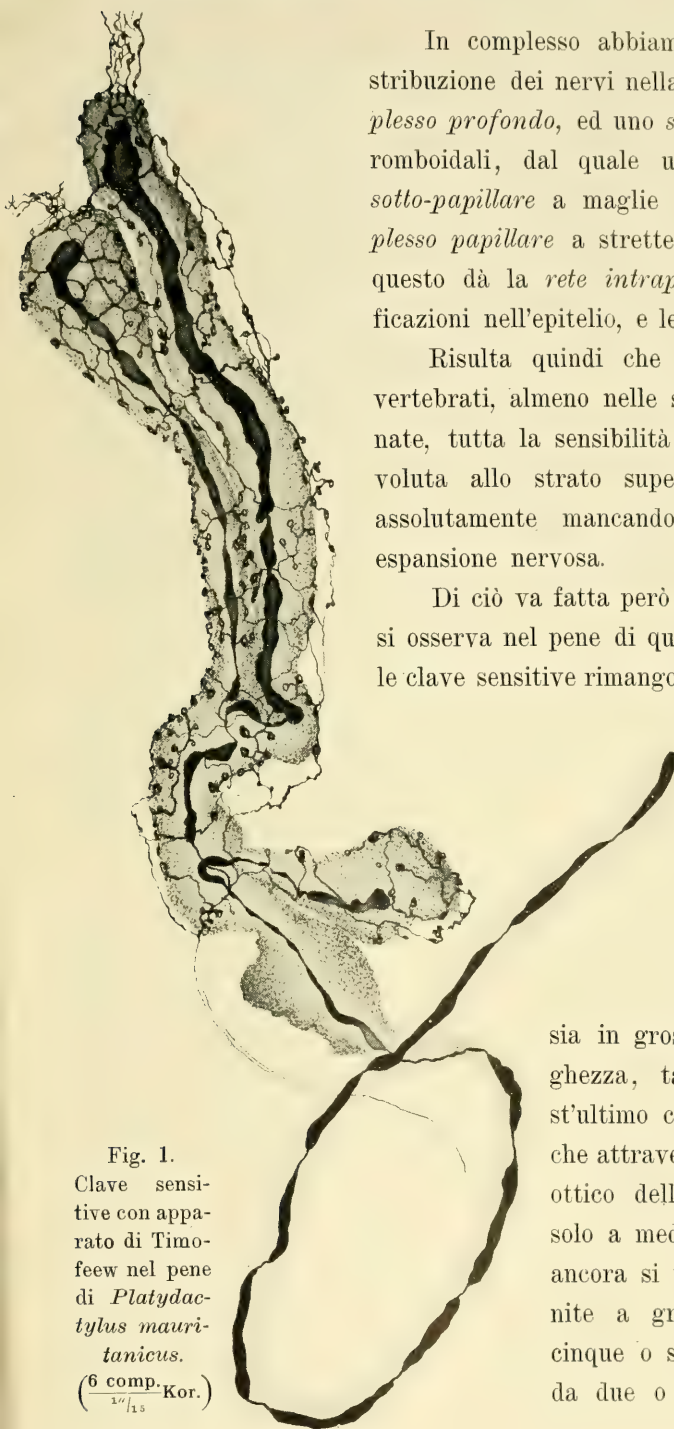 In complesso abbiam
stribuzione dei nervi nella
plesso profondo, ed uno s
romboidali, dal quale u
sotto-papillare a maglie
plesso papillare a strette
questo dà la rete intrap
ficazioni nell'epitelio, e le
Risulta quindi che
vertebrati, almeno nelle s
nate, tutta la sensibilità
voluta allo strato supe
assolutamente mancando
espansione nervosa.
Di ciò va fatta però
si osserva nel pene di qu
le clave sensitive rimango
sia in gros
ghezza, ta
st'ultimo c
che attrave
ottico dell
solo a med
ancora si
nite a gr
cinque o s
da due o
Fig. 1.
Clave sensi-
tive con appa-
rato di Timo-
feew nel pene
di Platydac-
tylus mauri-
tanicus.
(6 comp. / 1"/15 Kor.)